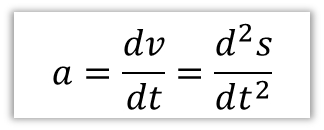 a = dv/dt = d²s/dt²